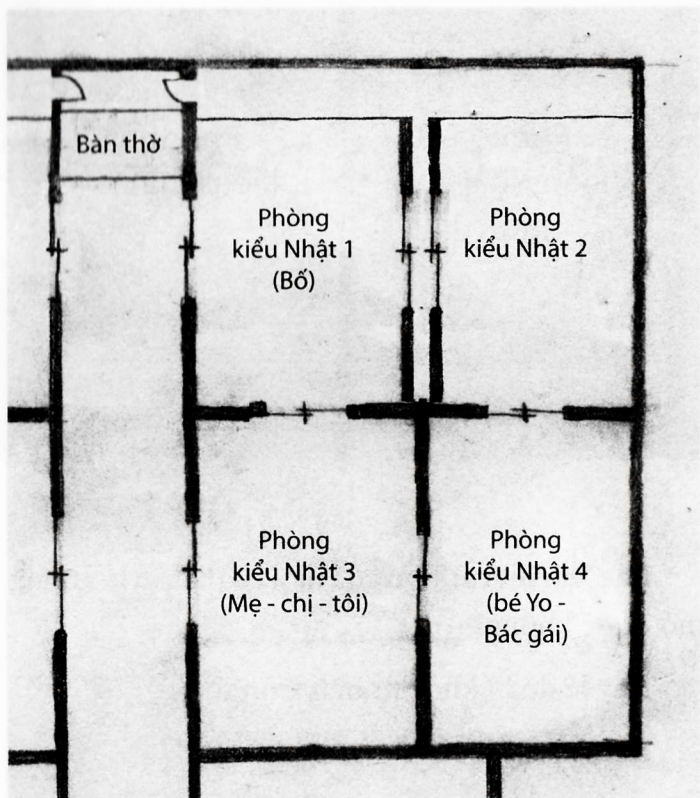 Bàn thờ
Phòng
kiểu Nhật 1
(Bố)
Phòng
kiểu Nhật 2
Phòng
kiểu Nhật 3
(Mẹ - chị - tôi)
Phòng
kiểu Nhật 4
(bé Yo -
Bác gái)